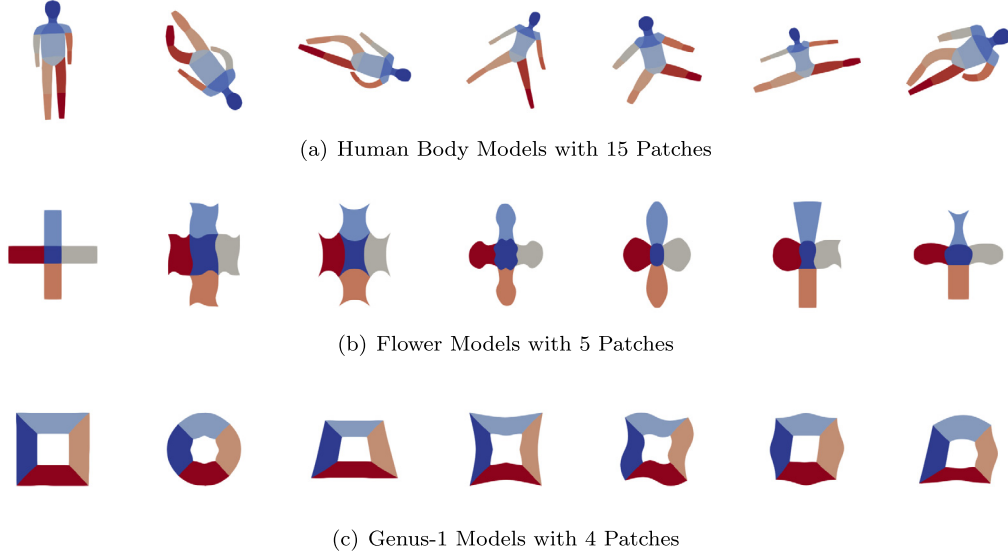 (a) Human Body Models with 15 Patches
(b) Flower Models with 5 Patches
(c) Genus-1 Models with 4 Patches